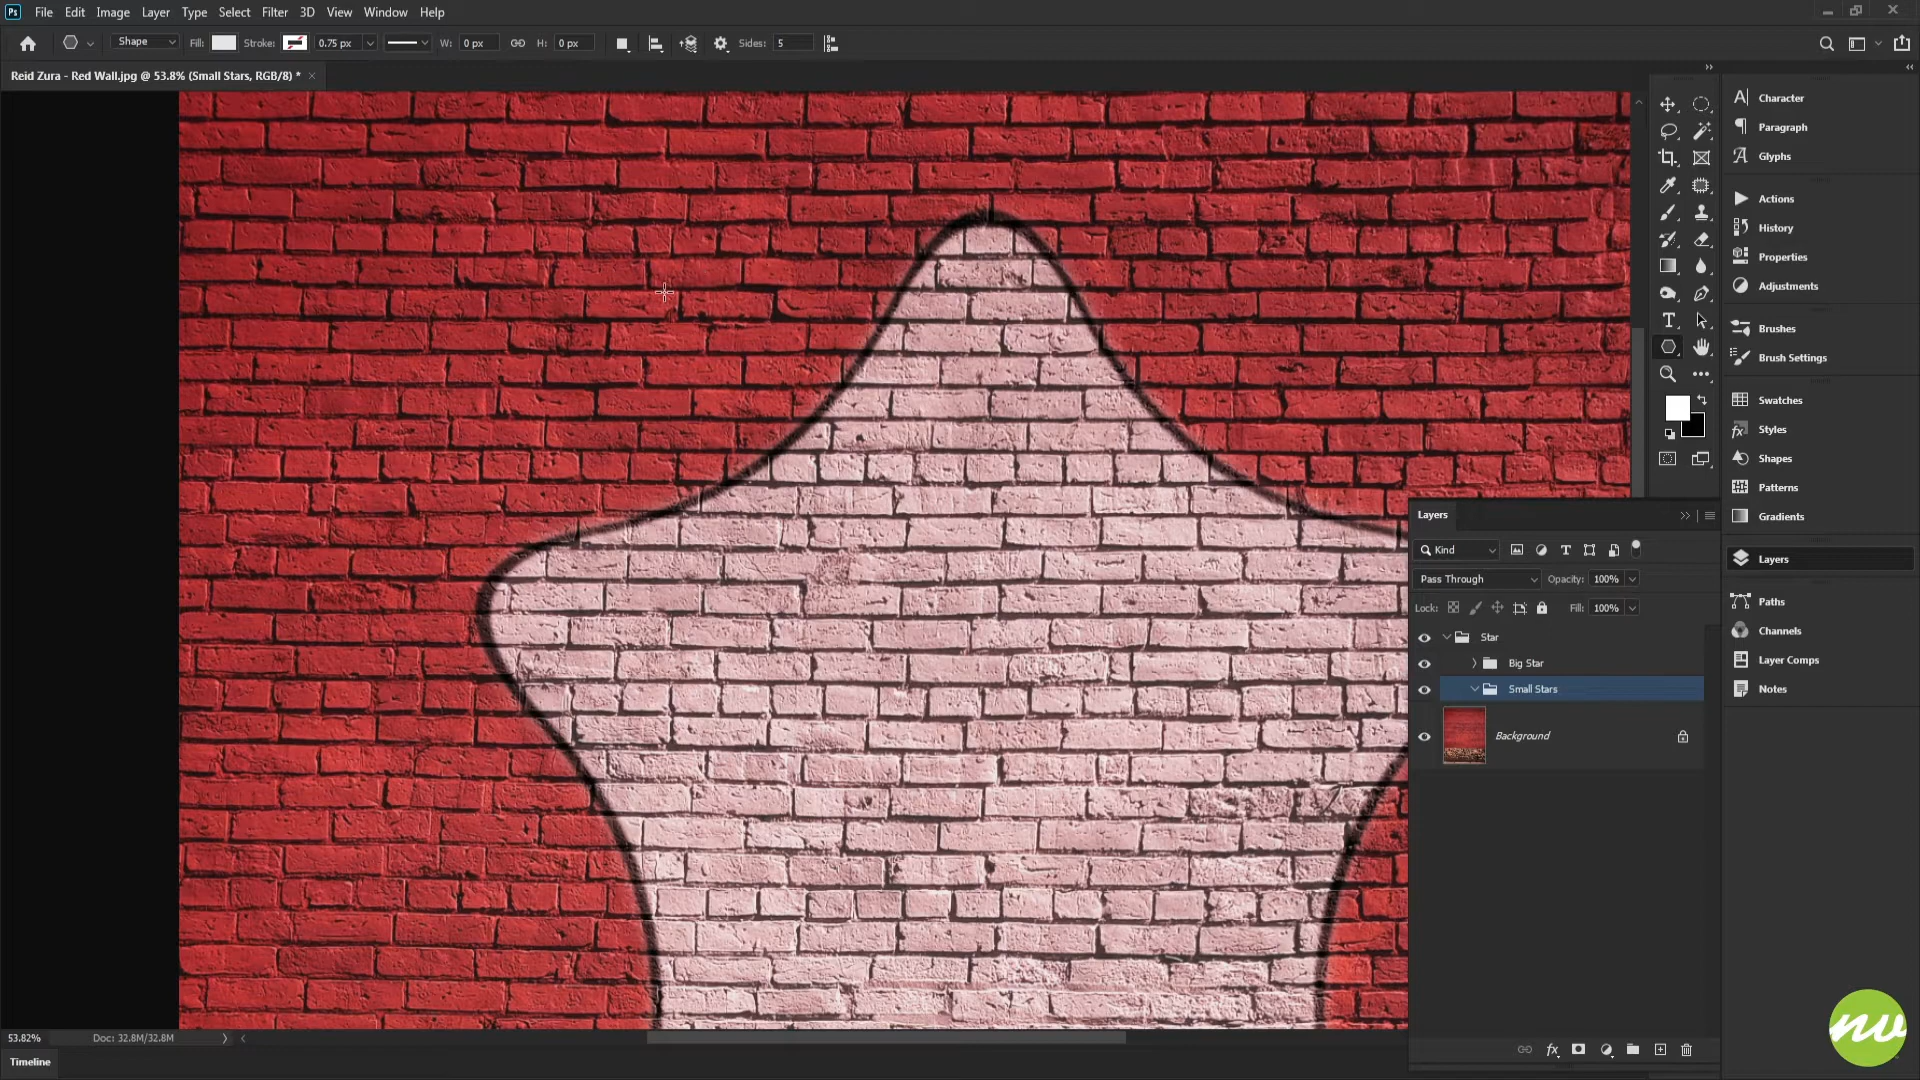 Ps File Edit Image Layer Type Select Filter 3D View Window Help
Shape Fill: Stroke: 0.75 px W: 0 px H: 0 px Sides: 5
Reid Zura - Red Wall.jpg @ 53.8% (Small Stars, RGB/8) * ×
Character
Paragraph
Glyphs
Actions
History
Properties
Adjustments
Brushes
Brush Settings
Swatches
Styles
Shapes
Patterns
Gradients
Layers
Paths
Channels
Layer Comps
Notes
Layers
Kind
Pass Through Opacity: 100%
Lock: Fill: 100%
Star
Big Star
Small Stars
Background
fx
53.82% Doc: 32.8M/32.8M
Timeline
nv